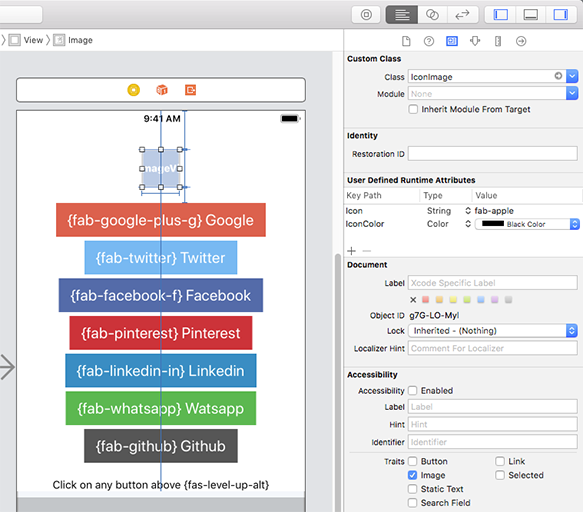 View
Image
9:41 AM
{fab-google-plus-g} Google
{fab-twitter} Twitter
{fab-facebook-f} Facebook
{fab-pinterest} Pinterest
{fab-linkedin-in} Linkedin
{fab-whatsapp} Watsapp
{fab-github} Github
Click on any button above {fas-level-up-alt}
Custom Class
Class IconImage
Module None
Inherit Module From Target
Identity
Restoration ID
User Defined Runtime Attributes
Key Path Type Value
Icon String fab-apple
IconColor Color Black Color
Document
Label Xcode Specific Label
Object ID g7G-LO-Myl
Lock Inherited - (Nothing)
Localizer Hint Comment For Localizer
Accessibility
Accessibility Enabled
Label Label
Hint Hint
Identifier Identifier
Traits Button Link
Image Selected
Static Text
Search Field